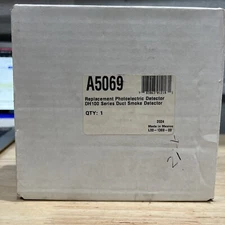 A5069
Replacement Photoelectric Detector
DH100 Series Duct Smoke Detector
QTY: 1
Made in Mexico